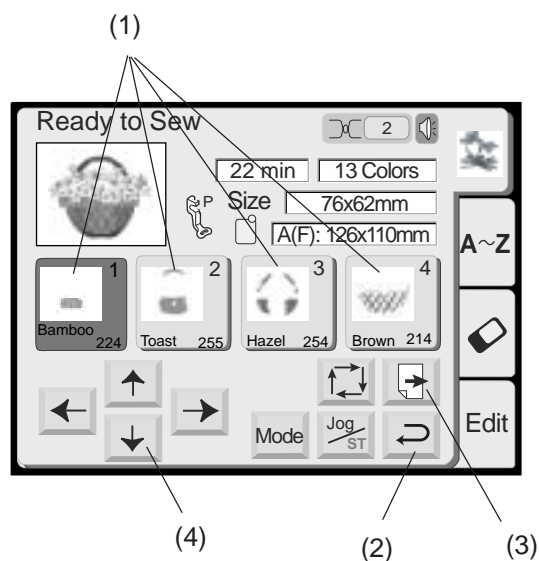 (1)
Ready to Sew
2
22 min
13 Colors
P
Size
76x62mm
A(F): 126x110mm
A~Z
1
2
3
4
Bamboo
224
Toast
255
Hazel
254
Brown
214
Mode
Jog
ST
Edit
(4)
(2)
(3)